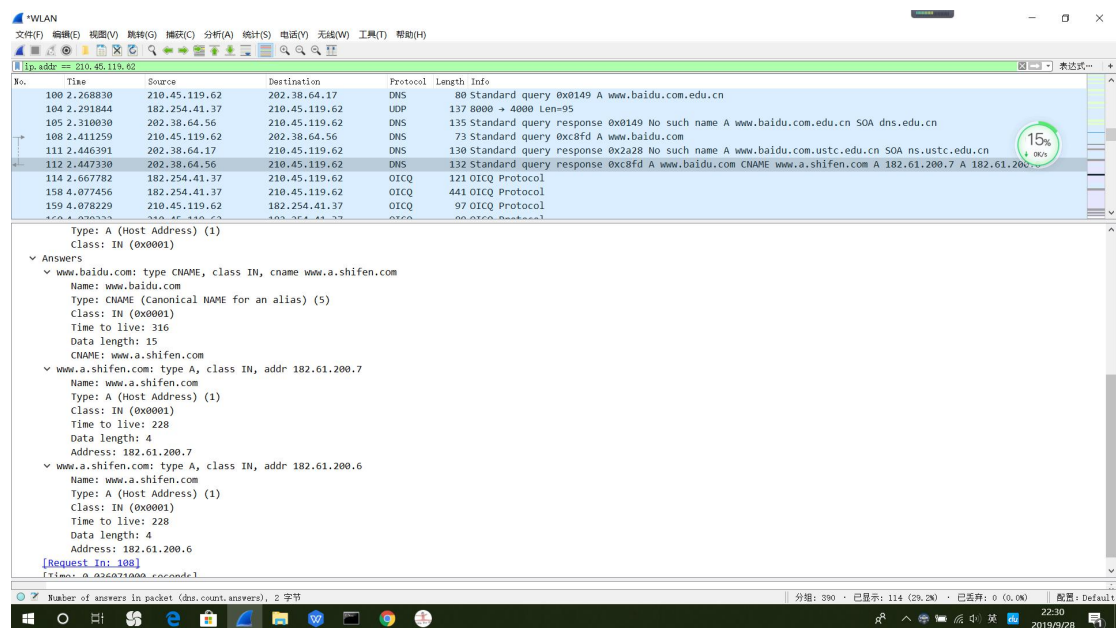 *WLAN
文件(F) 编辑(E) 视图(V) 跳转(G) 捕获(C) 分析(A) 统计(S) 电话(Y) 无线(W) 工具(T) 帮助(H)
ip.addr == 210.45.119.62 表达式… +
No. Time Source Destination Protocol Length Info
100 2.268830 210.45.119.62 202.38.64.17 DNS 80 Standard query 0x0149 A www.baidu.com.edu.cn
104 2.291844 182.254.41.37 210.45.119.62 UDP 137 8000 → 4000 Len=95
105 2.310030 202.38.64.56 210.45.119.62 DNS 135 Standard query response 0x0149 No such name A www.baidu.com.edu.cn SOA dns.edu.cn
108 2.411259 210.45.119.62 202.38.64.56 DNS 73 Standard query 0xc8fd A www.baidu.com
111 2.446391 202.38.64.17 210.45.119.62 DNS 130 Standard query response 0x2a28 No such name A www.baidu.com.ustc.edu.cn SOA ns.ustc.edu.cn
112 2.447330 202.38.64.56 210.45.119.62 DNS 132 Standard query response 0xc8fd A www.baidu.com CNAME www.a.shifen.com A 182.61.200.7 A 182.61.200.6
114 2.667782 182.254.41.37 210.45.119.62 OICQ 121 OICQ Protocol
158 4.077456 182.254.41.37 210.45.119.62 OICQ 441 OICQ Protocol
159 4.078229 210.45.119.62 182.254.41.37 OICQ 97 OICQ Protocol
15%
0K/s
Type: A (Host Address) (1)
Class: IN (0x0001)
Answers
www.baidu.com: type CNAME, class IN, cname www.a.shifen.com
Name: www.baidu.com
Type: CNAME (Canonical NAME for an alias) (5)
Class: IN (0x0001)
Time to live: 316
Data length: 15
CNAME: www.a.shifen.com
www.a.shifen.com: type A, class IN, addr 182.61.200.7
Name: www.a.shifen.com
Type: A (Host Address) (1)
Class: IN (0x0001)
Time to live: 228
Data length: 4
Address: 182.61.200.7
www.a.shifen.com: type A, class IN, addr 182.61.200.6
Name: www.a.shifen.com
Type: A (Host Address) (1)
Class: IN (0x0001)
Time to live: 228
Data length: 4
Address: 182.61.200.6
[Request In: 108]
[Time: 0.036071000 seconds]
Number of answers in packet (dns.count.answers), 2 字节 分组: 390 · 已显示: 114 (29.2%) · 已丢弃: 0 (0.0%) 配置: Default
英 du 22:30
2019/9/28